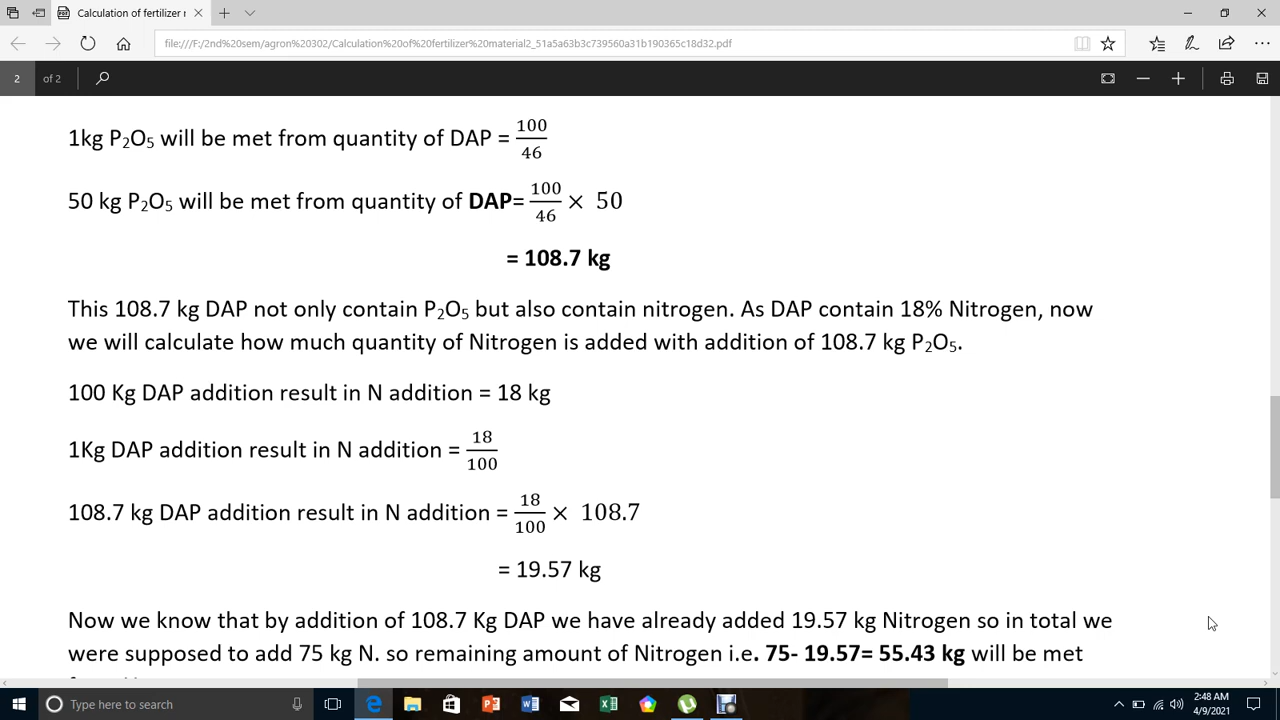 Calculation of fertilizer r
file:///F:/2nd%20sem/agron%20302/Calculation%20of%20fertilizer%20material2_51a5a63b3c739560a31b190365c18d32.pdf
2 of 2
1kg P₂O₅ will be met from quantity of DAP = 100/46
50 kg P₂O₅ will be met from quantity of DAP= 100/46 × 50
= 108.7 kg
This 108.7 kg DAP not only contain P₂O₅ but also contain nitrogen. As DAP contain 18% Nitrogen, now
we will calculate how much quantity of Nitrogen is added with addition of 108.7 kg P₂O₅.
100 Kg DAP addition result in N addition = 18 kg
1Kg DAP addition result in N addition = 18/100
108.7 kg DAP addition result in N addition = 18/100 × 108.7
= 19.57 kg
Now we know that by addition of 108.7 Kg DAP we have already added 19.57 kg Nitrogen so in total we
were supposed to add 75 kg N. so remaining amount of Nitrogen i.e. 75- 19.57= 55.43 kg will be met
Type here to search
2:48 AM
4/9/2021